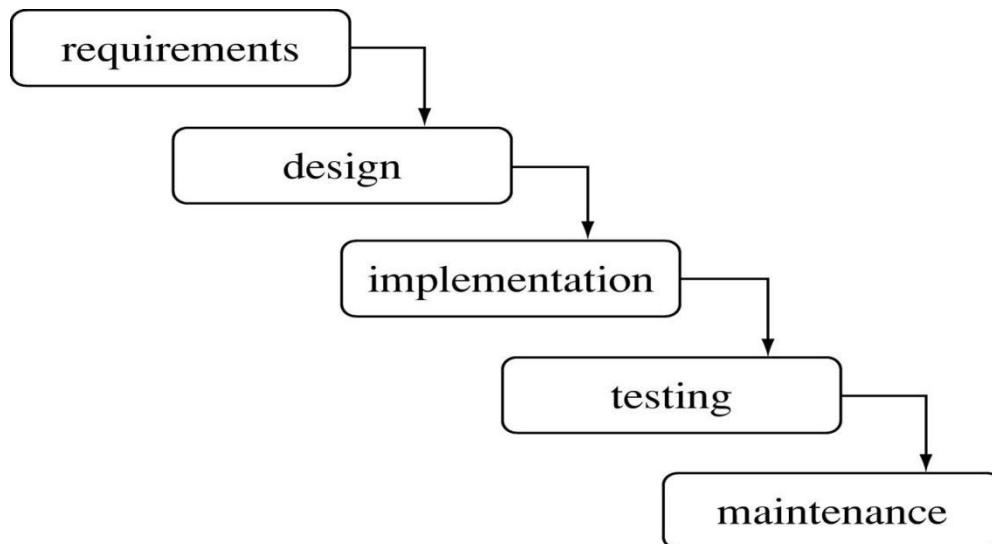 requirements
design
implementation
testing
maintenance